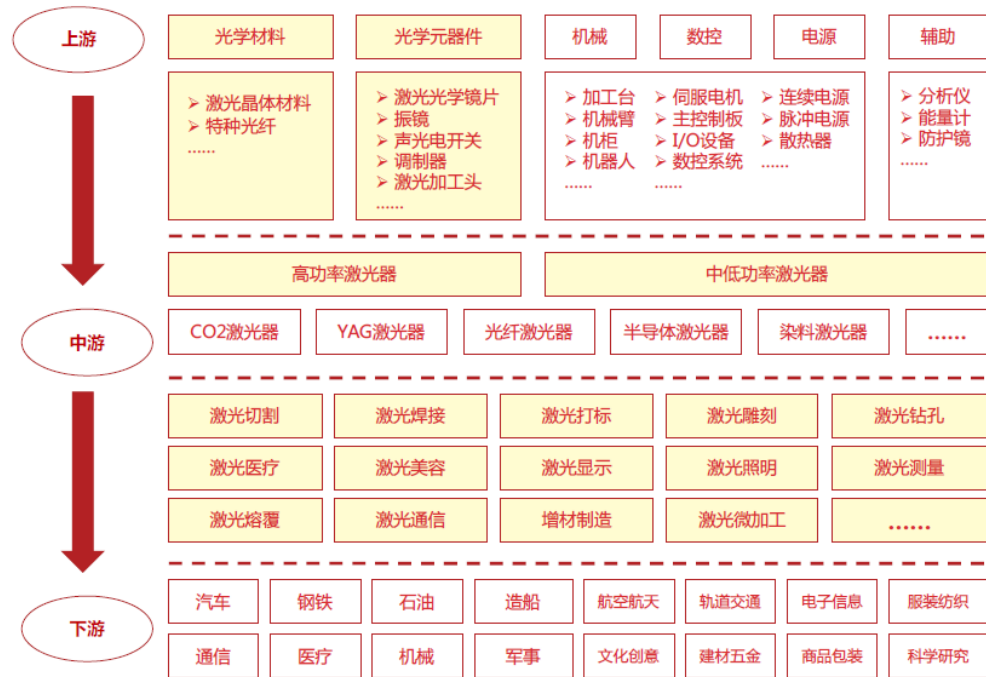 上游
光学材料
光学元器件
机械
数控
电源
辅助
➢ 激光晶体材料
➢ 特种光纤
……
➢ 激光光学镜片
➢ 振镜
➢ 声光电开关
➢ 调制器
➢ 激光加工头
……
➢ 加工台
➢ 机械臂
➢ 机柜
➢ 机器人
……
➢ 伺服电机
➢ 主控制板
➢ I/O设备
➢ 数控系统
……
➢ 连续电源
➢ 脉冲电源
➢ 散热器
……
➢ 分析仪
➢ 能量计
➢ 防护镜
……
高功率激光器
中低功率激光器
中游
CO2激光器
YAG激光器
光纤激光器
半导体激光器
染料激光器
……
激光切割
激光焊接
激光打标
激光雕刻
激光钻孔
激光医疗
激光美容
激光显示
激光照明
激光测量
激光熔覆
激光通信
增材制造
激光微加工
……
下游
汽车
钢铁
石油
造船
航空航天
轨道交通
电子信息
服装纺织
通信
医疗
机械
军事
文化创意
建材五金
商品包装
科学研究